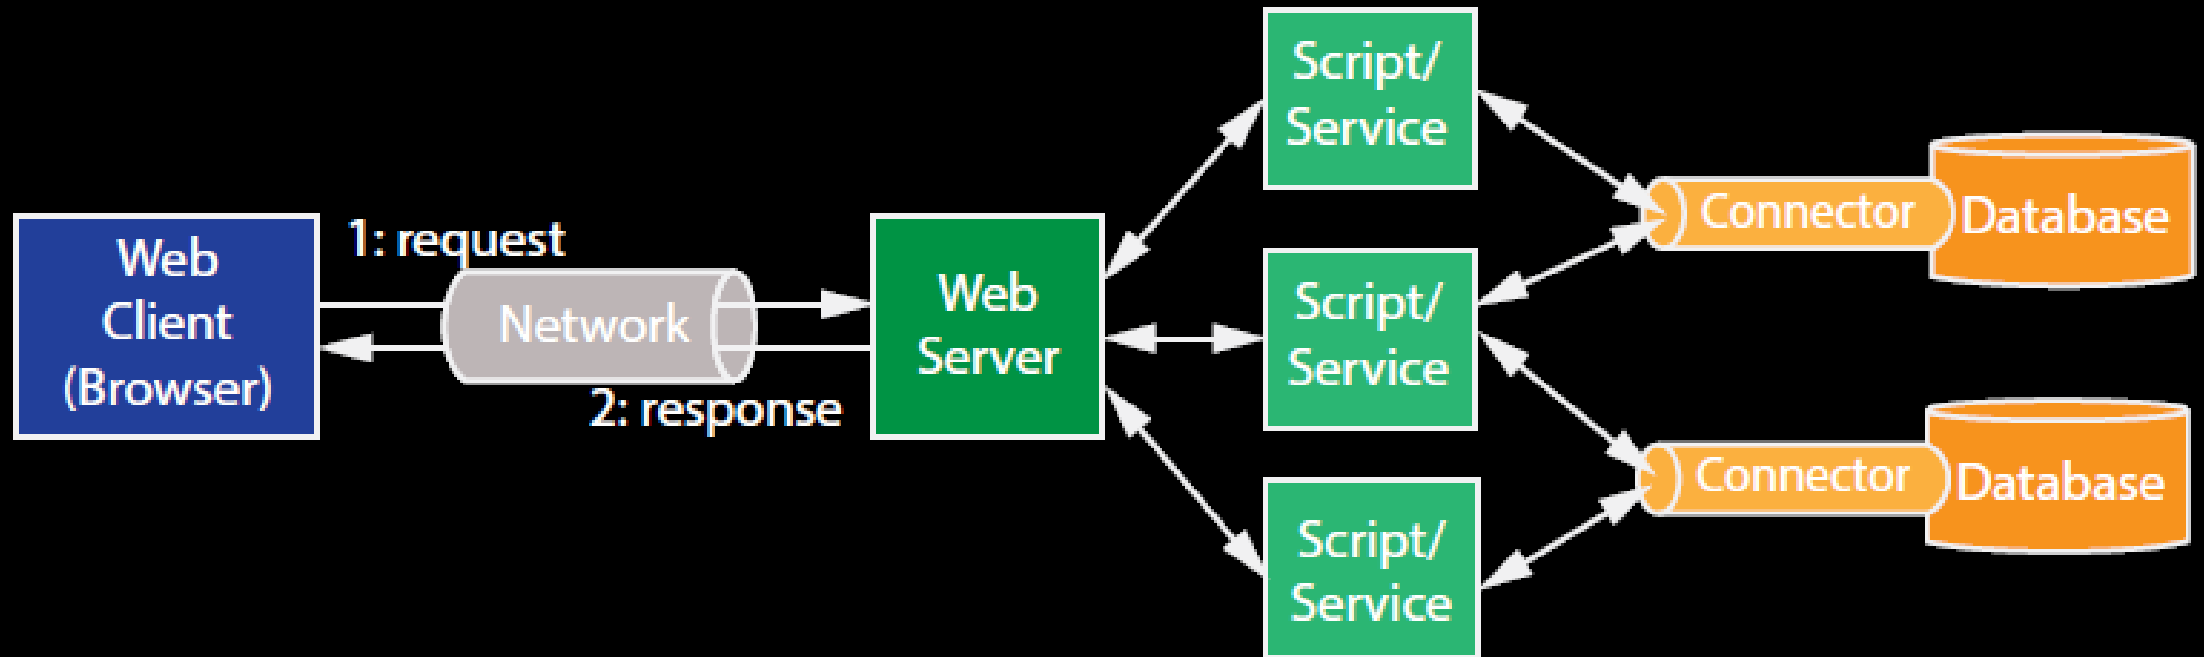 Web
Client
(Browser)
1: request
Network
2: response
Web
Server
Script/
Service
Script/
Service
Script/
Service
Connector
Database
Connector
Database